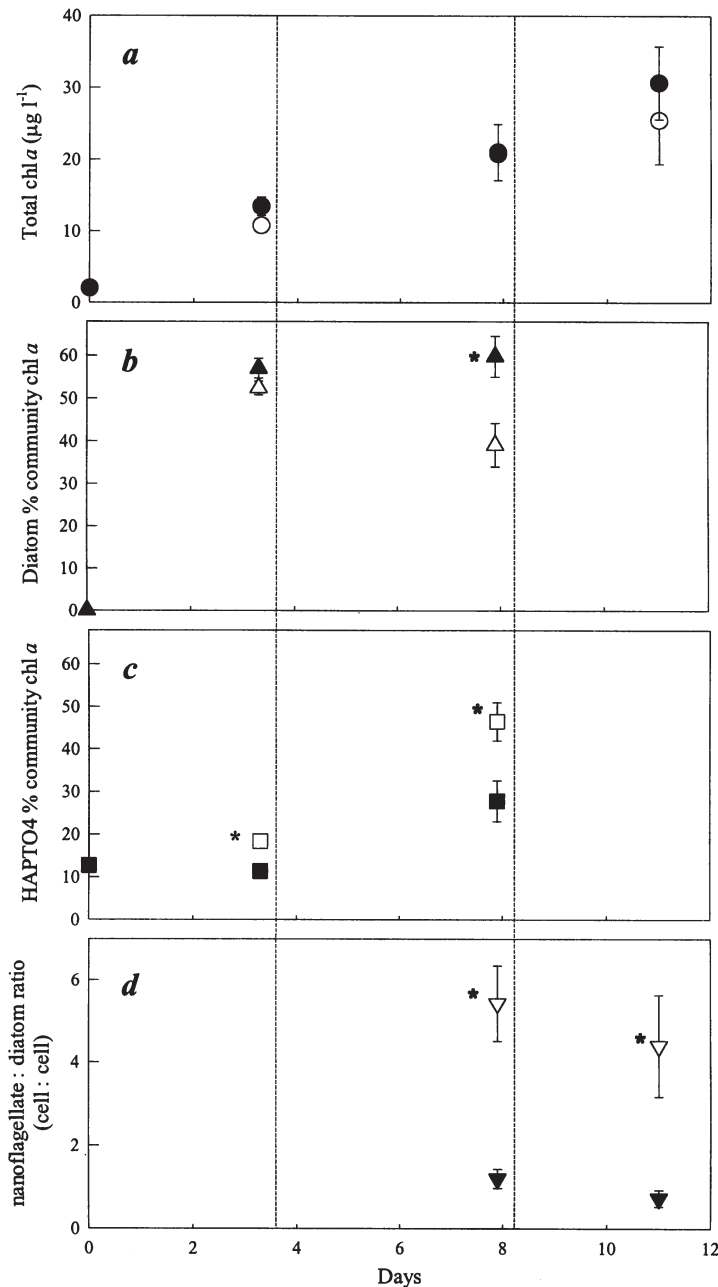 40
30
20
10
0
Total chl a (µg l⁻¹)
a
60
50
40
30
20
10
0
Diatom % community chl a
b
*
60
50
40
30
20
10
0
HAPTO4 % community chl a
c
*
*
6
4
2
0
nanoflagellate : diatom ratio
(cell : cell)
d
*
*
0 2 4 6 8 10 12
Days